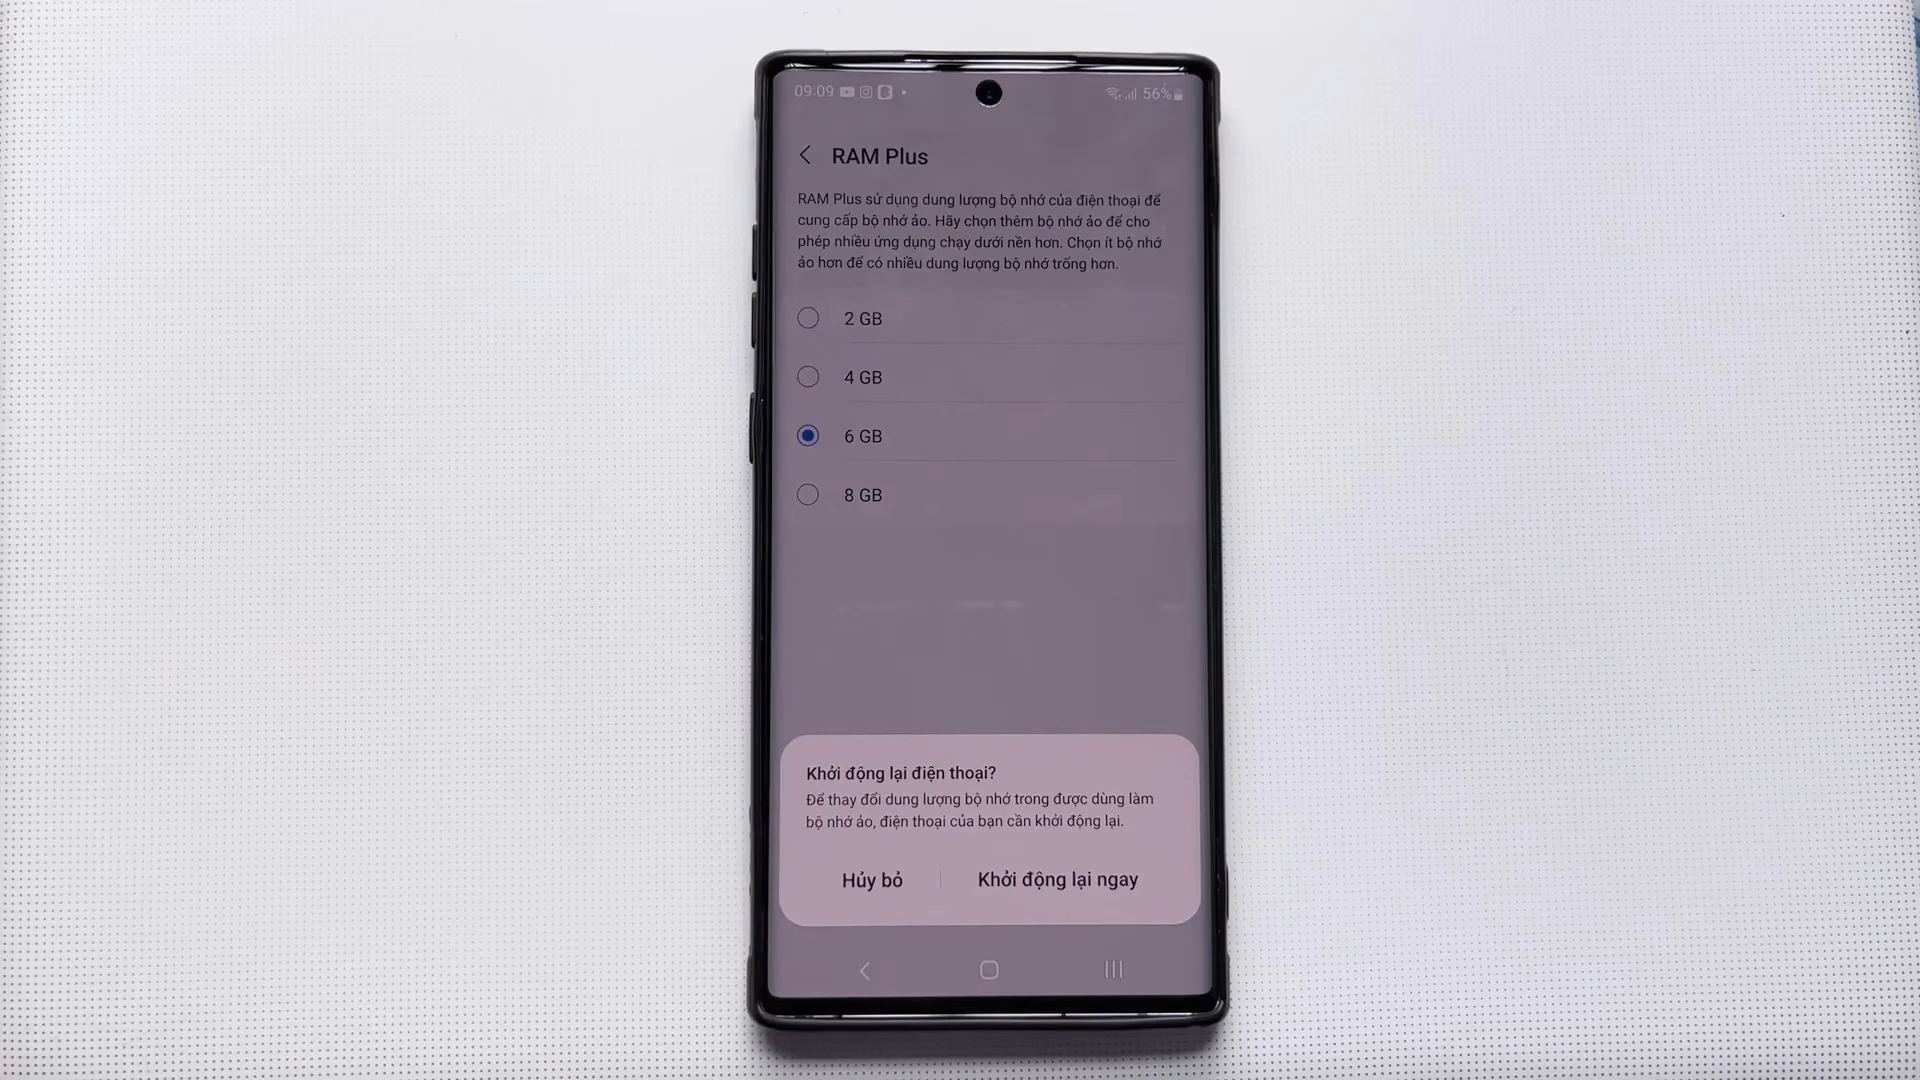 09:09
56%
RAM Plus
RAM Plus sử dụng dung lượng bộ nhớ của điện thoại để
cung cấp bộ nhớ ảo. Hãy chọn thêm bộ nhớ ảo để cho
phép nhiều ứng dụng chạy dưới nền hơn. Chọn ít bộ nhớ
ảo hơn để có nhiều dung lượng bộ nhớ trống hơn.
2 GB
4 GB
6 GB
8 GB
Khởi động lại điện thoại?
Để thay đổi dung lượng bộ nhớ trong được dùng làm
bộ nhớ ảo, điện thoại của bạn cần khởi động lại.
Hủy bỏ
Khởi động lại ngay